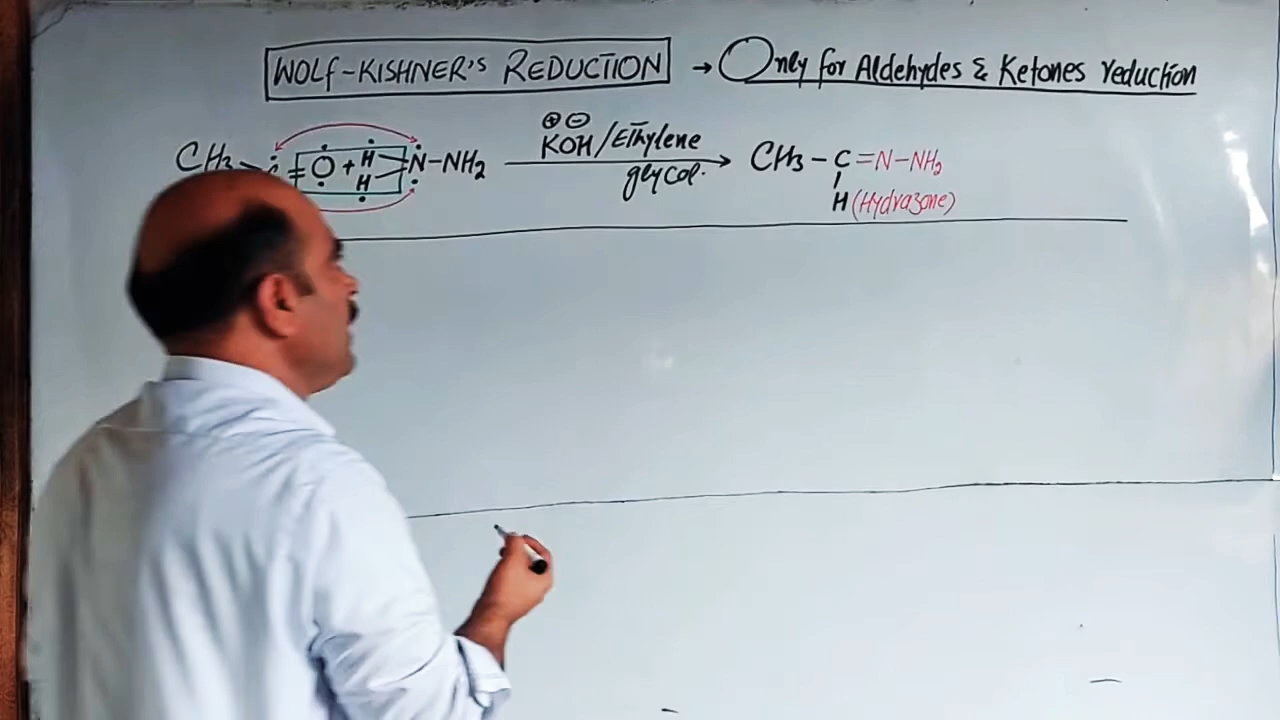 WOLF-KISHNER'S REDUCTION → Only for Aldehydes & Ketones reduction
CH₃ = O + H H N-NH₂ ⊕ ⊖ KOH/Ethylene glycol. → CH₃ - C = N - NH₂
H (Hydrazone)